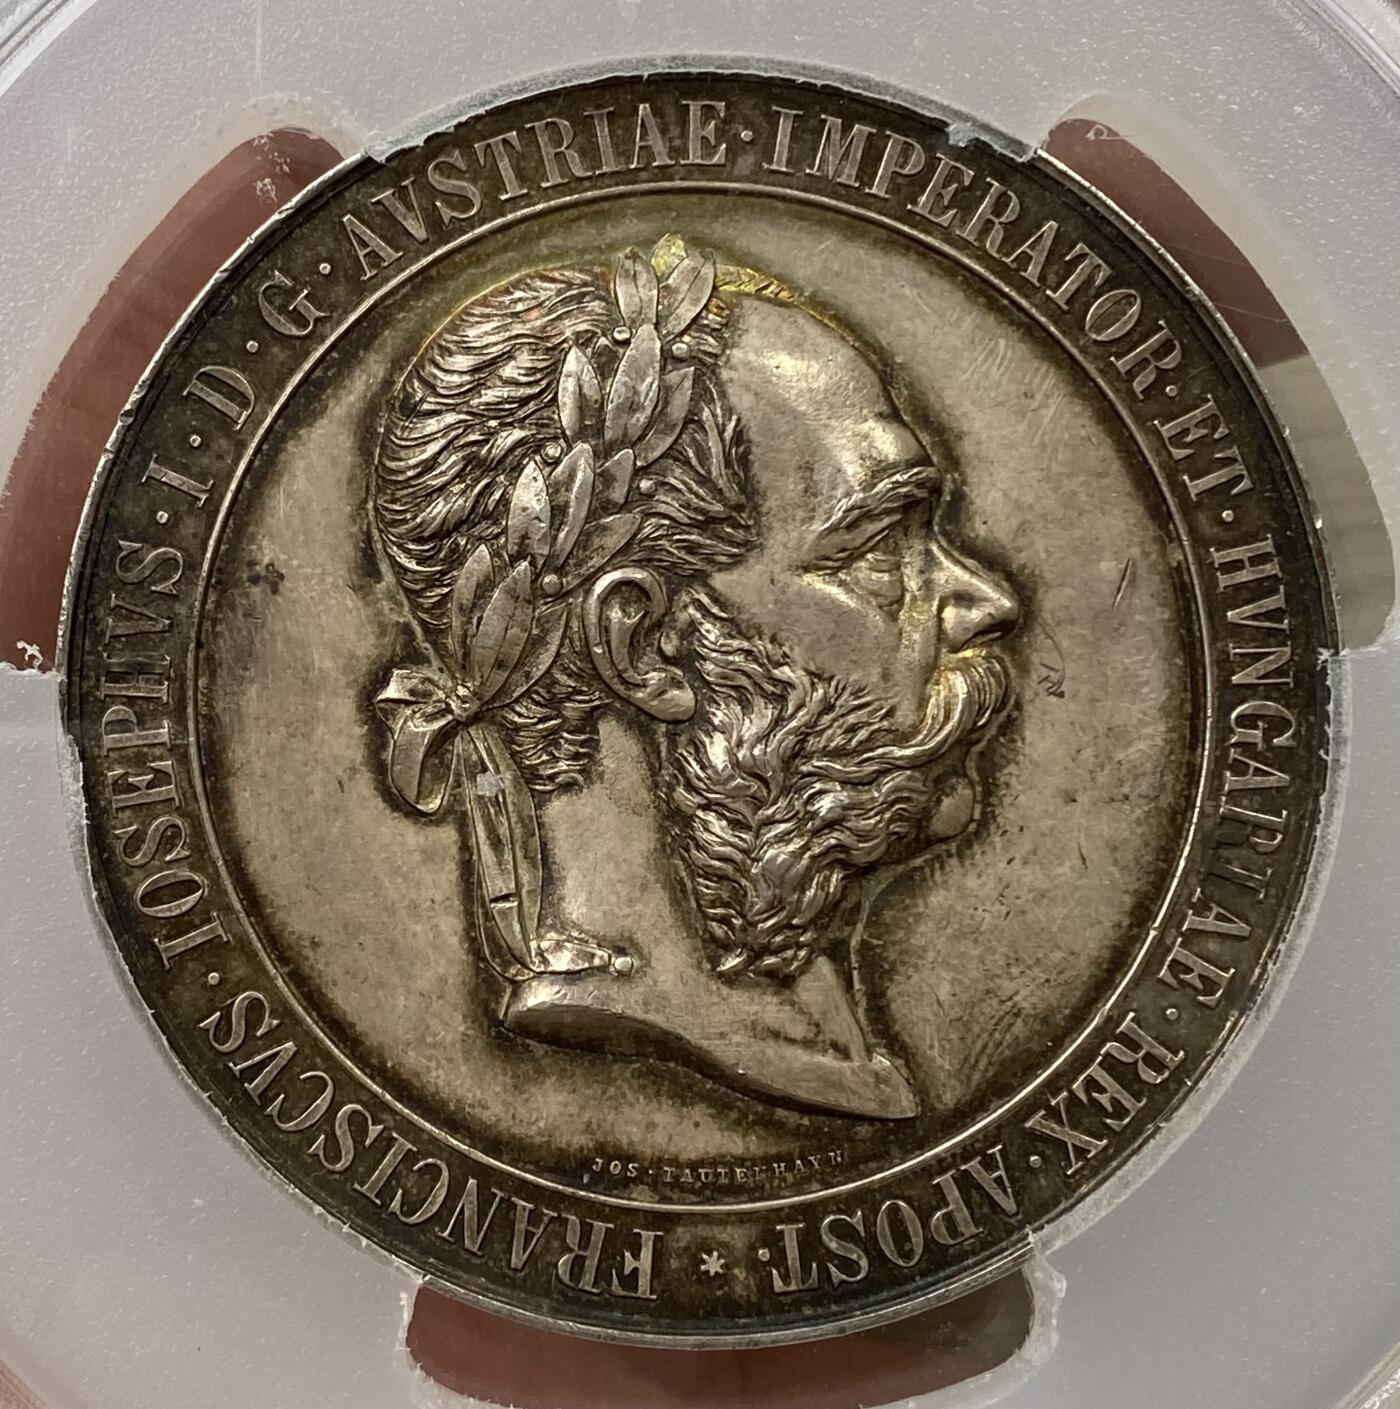 FRANCISCVS · IOSEPHVS · I · D · G · AVSTRIAE · IMPERATOR · ET · HVNGARIAE · REX · APOST. *
JOS · TAUTENHAYN